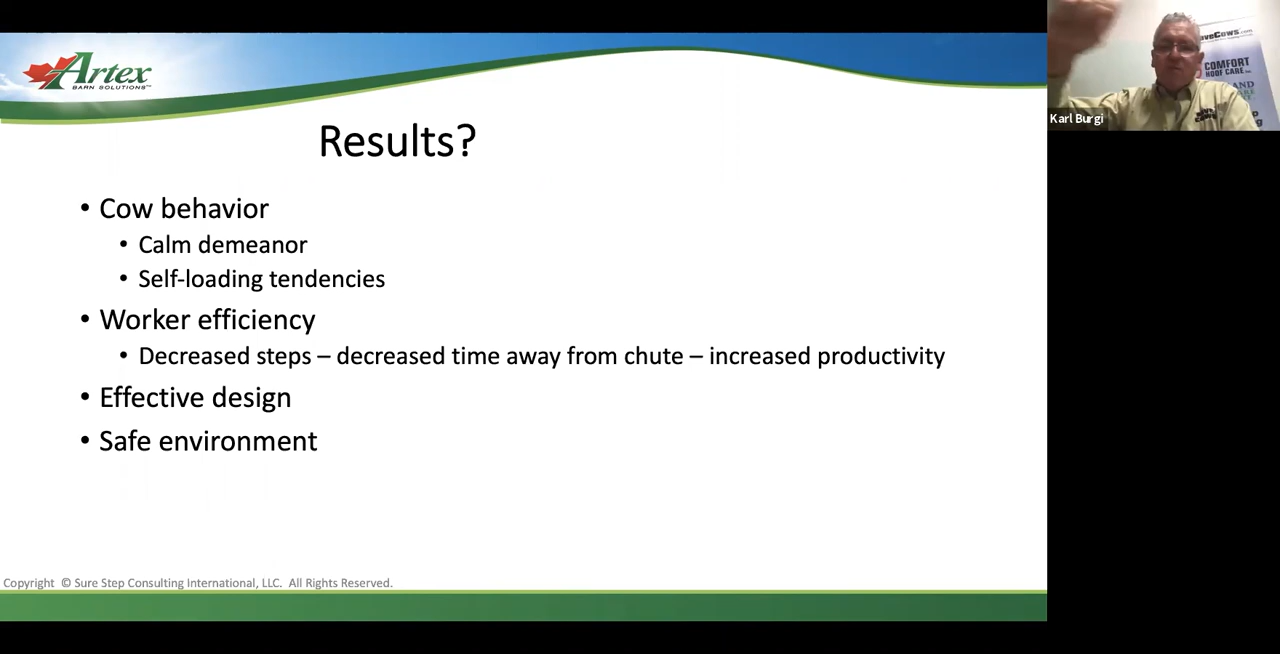 Artex
BARN SOLUTIONS™
Results?
• Cow behavior
• Calm demeanor
• Self-loading tendencies
• Worker efficiency
• Decreased steps – decreased time away from chute – increased productivity
• Effective design
• Safe environment
Copyright © Sure Step Consulting International, LLC. All Rights Reserved.
COMFORT
HOOF CARE
Karl Burgi